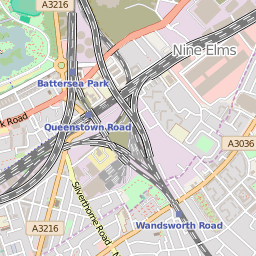 A3216
Nine Elms
Battersea Park
k Road
Queenstown Road
A3036
Silverthorne Road
Wandsworth Road
A3216